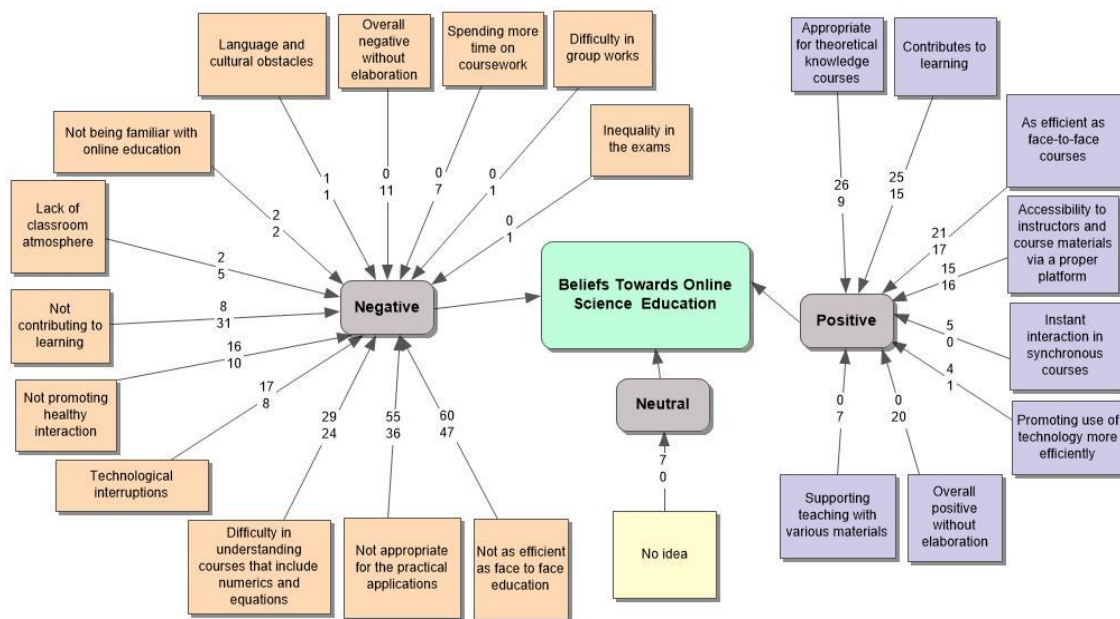 Language and
cultural obstacles
Overall
negative
without
elaboration
Spending more
time on
coursework
Difficulty in
group works
Inequality in
the exams
Not being familiar with
online education
Lack of
classroom
atmosphere
Not
contributing to
learning
Not promoting
healthy
interaction
Technological
interruptions
Difficulty in
understanding
courses that include
numerics and
equations
Not appropriate
for the practical
applications
Not as efficient
as face to face
education
1
1
0
11
0
7
0
1
0
1
2
2
2
5
8
31
16
10
17
8
29
24
55
36
60
47
Negative
Beliefs Towards Online
Science Education
Neutral
7
0
No idea
Positive
Appropriate
for theoretical
knowledge
courses
Contributes to
learning
As efficient as
face-to-face
courses
Accessibility to
instructors and
course materials
via a proper
platform
Instant
interaction in
synchronous
courses
Promoting use of
technology more
efficiently
Overall
positive
without
elaboration
Supporting
teaching with
various materials
26
9
25
15
21
17
15
16
5
0
4
1
0
20
0
7